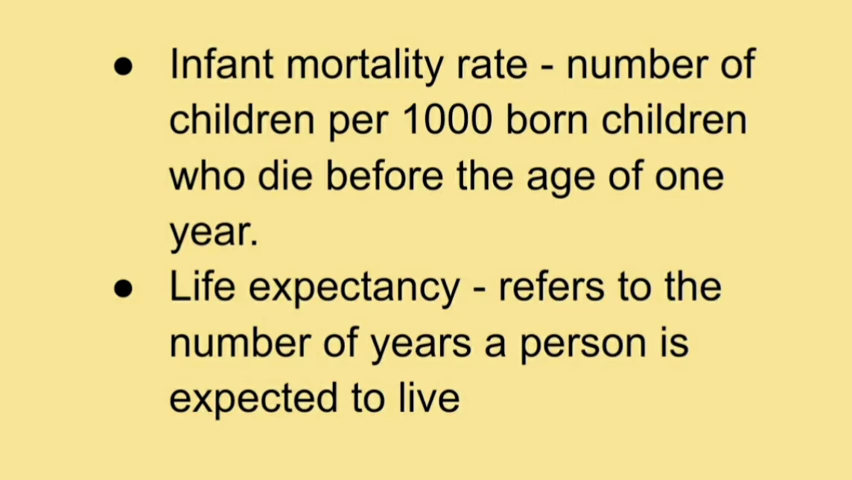 ● Infant mortality rate - number of
children per 1000 born children
who die before the age of one
year.
● Life expectancy - refers to the
number of years a person is
expected to live